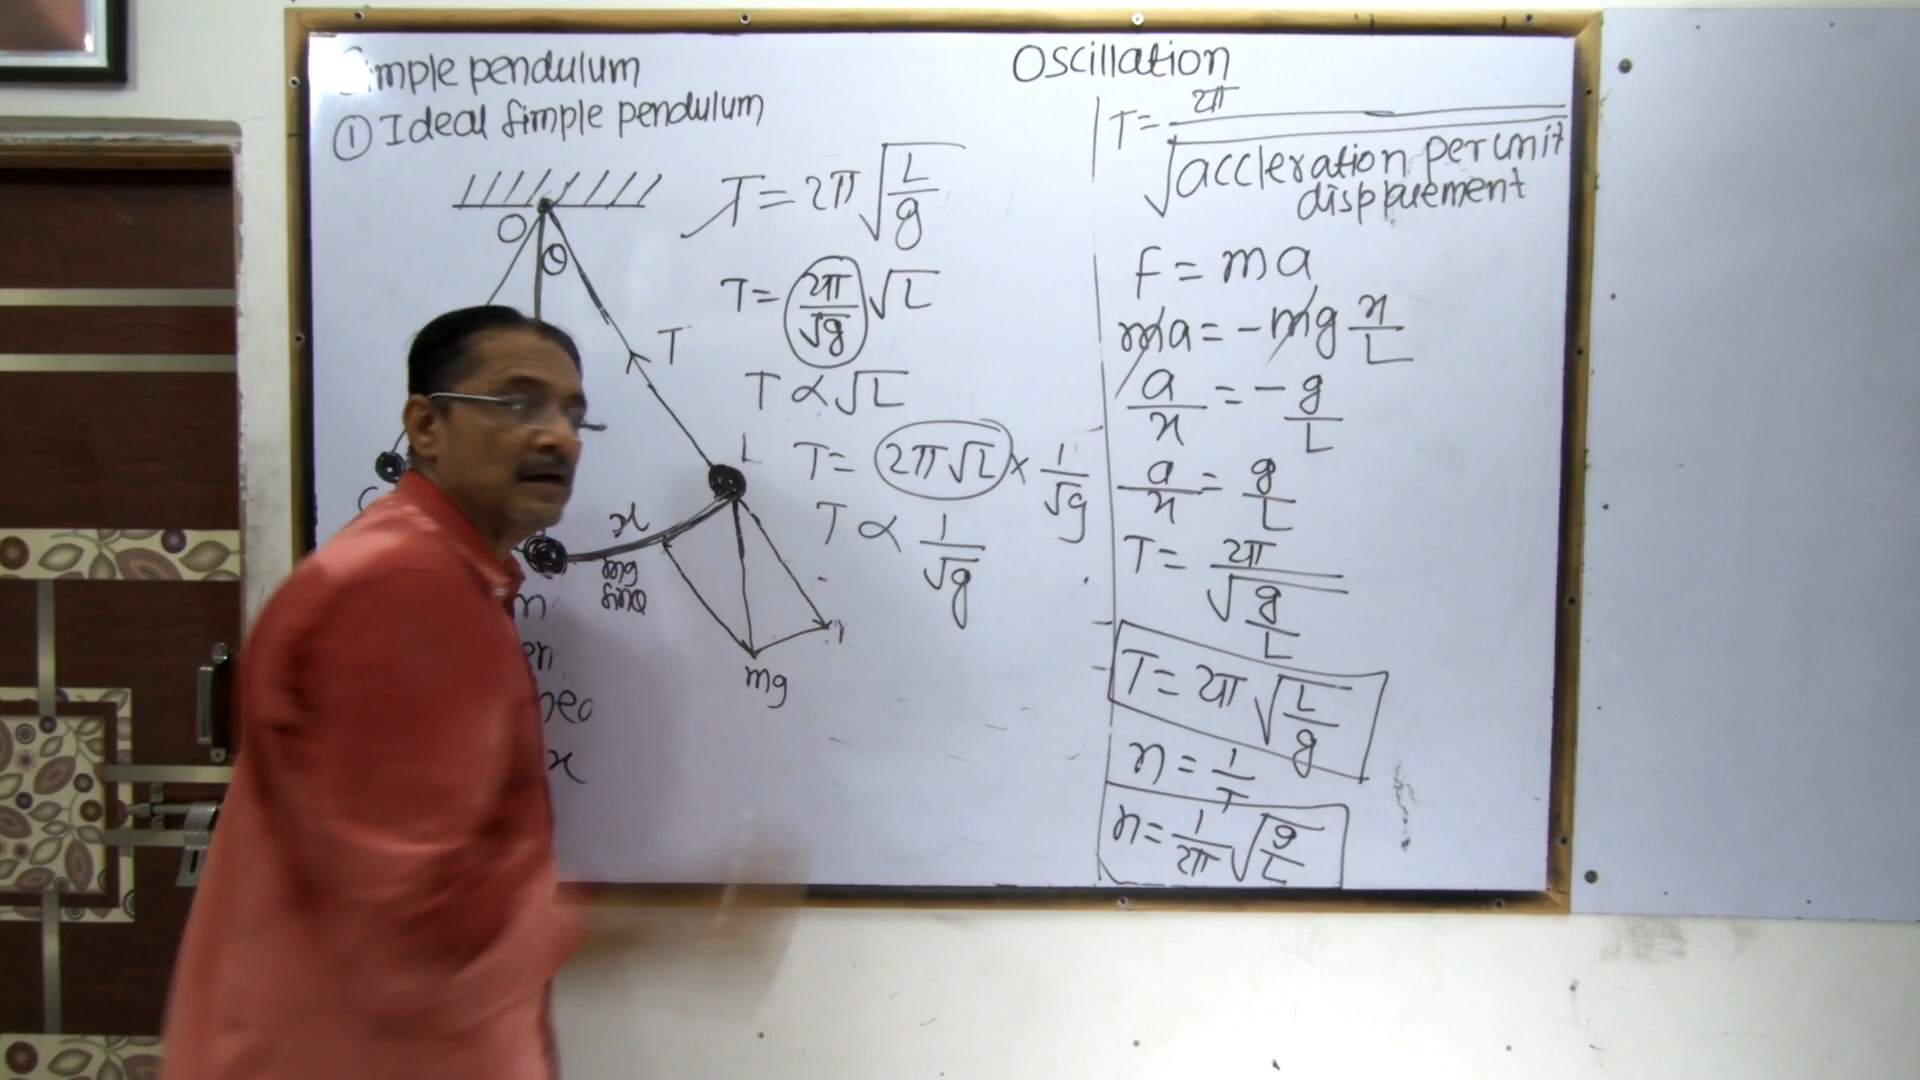 Simple pendulum
① Ideal Simple pendulum
O
θ
T
x
mg
sinθ
mg
T = 2π √(L/g)
T = (2π/√g) √L
T ∝ √L
T = 2π√L × 1/√g
T ∝ 1/√g
x
Oscillation
T = 2π / √(accleration per unit
displacement)
F = ma
ma = -mg x/L
a/x = - g/L
a/x = g/L
T = 2π / √(g/L)
T = 2π √(L/g)
n = 1/T
n = 1/2π √(g/L)